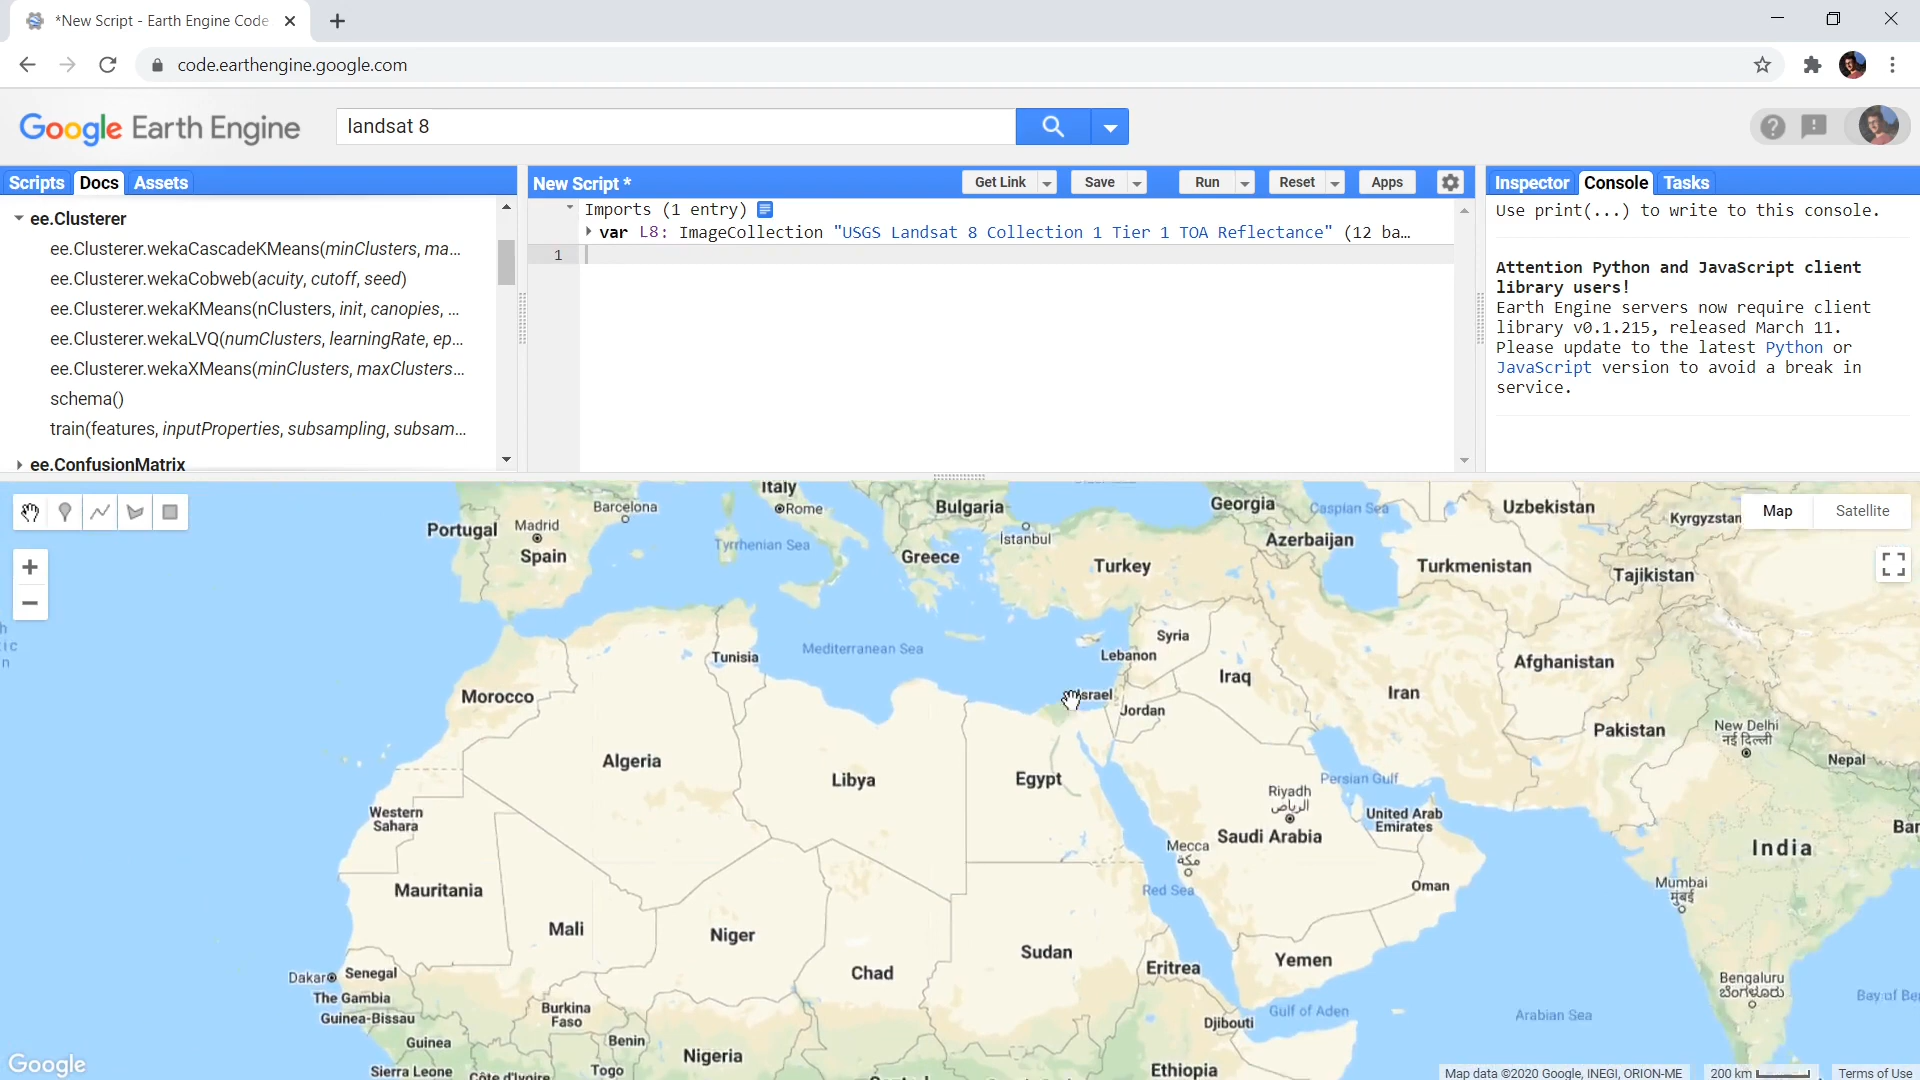 *New Script - Earth Engine Code
code.earthengine.google.com
Google Earth Engine
landsat 8
Scripts Docs Assets
ee.Clusterer
ee.Clusterer.wekaCascadeKMeans(minClusters, ma...
ee.Clusterer.wekaCobweb(acuity, cutoff, seed)
ee.Clusterer.wekaKMeans(nClusters, init, canopies, ...
ee.Clusterer.wekaLVQ(numClusters, learningRate, ep...
ee.Clusterer.wekaXMeans(minClusters, maxClusters...
schema()
train(features, inputProperties, subsampling, subsam...
ee.ConfusionMatrix
New Script *
Get Link
Save
Run
Reset
Apps
Imports (1 entry)
var L8: ImageCollection "USGS Landsat 8 Collection 1 Tier 1 TOA Reflectance" (12 ba...
1
Inspector Console Tasks
Use print(...) to write to this console.
Attention Python and JavaScript client
library users!
Earth Engine servers now require client
library v0.1.215, released March 11.
Please update to the latest Python or
JavaScript version to avoid a break in
service.
Map
Satellite
Italy
Rome
Barcelona
Bulgaria
Georgia
Caspian Sea
Uzbekistan
Kyrgyzstan
Portugal
Madrid
Spain
Tyrrhenian Sea
Greece
İstanbul
Turkey
Azerbaijan
Turkmenistan
Tajikistan
Syria
Lebanon
Mediterranean Sea
Tunisia
Morocco
Israel
Jordan
Iraq
Iran
Afghanistan
Pakistan
New Delhi
नई दिल्ली
Nepal
Algeria
Libya
Egypt
Persian Gulf
Riyadh
الرياض
Saudi Arabia
United Arab
Emirates
Western
Sahara
Mecca
مكة
India
Oman
Mauritania
Red Sea
Mumbai
मुंबई
Mali
Niger
Chad
Sudan
Eritrea
Yemen
Dakar
Senegal
The Gambia
Guinea-Bissau
Burkina
Faso
Bengaluru
ಬೆಂಗಳೂರು
Djibouti
Gulf of Aden
Arabian Sea
Guinea
Benin
Nigeria
Sierra Leone
Côte d'Ivoire
Togo
Ethiopia
Google
Map data ©2020 Google, INEGI, ORION-ME
200 km
Terms of Use